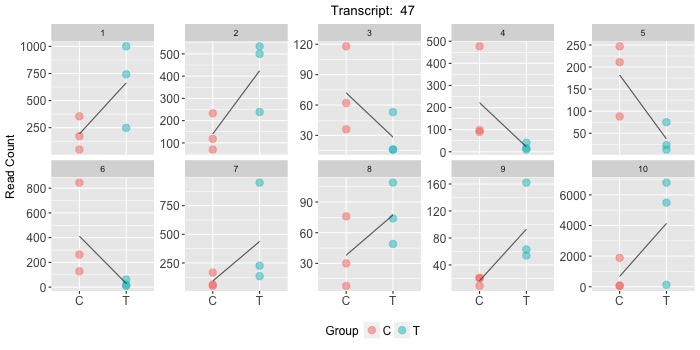 Transcript: 47
1 2 3 4 5
1000 750 500 250
500 400 300 200 100
120 90 60 30
500 400 300 200 100 0
250 200 150 100 50
Read Count
6 7 8 9 10
800 600 400 200 0
750 500 250
90 60 30
160 120 80 40
6000 4000 2000 0
C T C T C T C T C T
Group C T